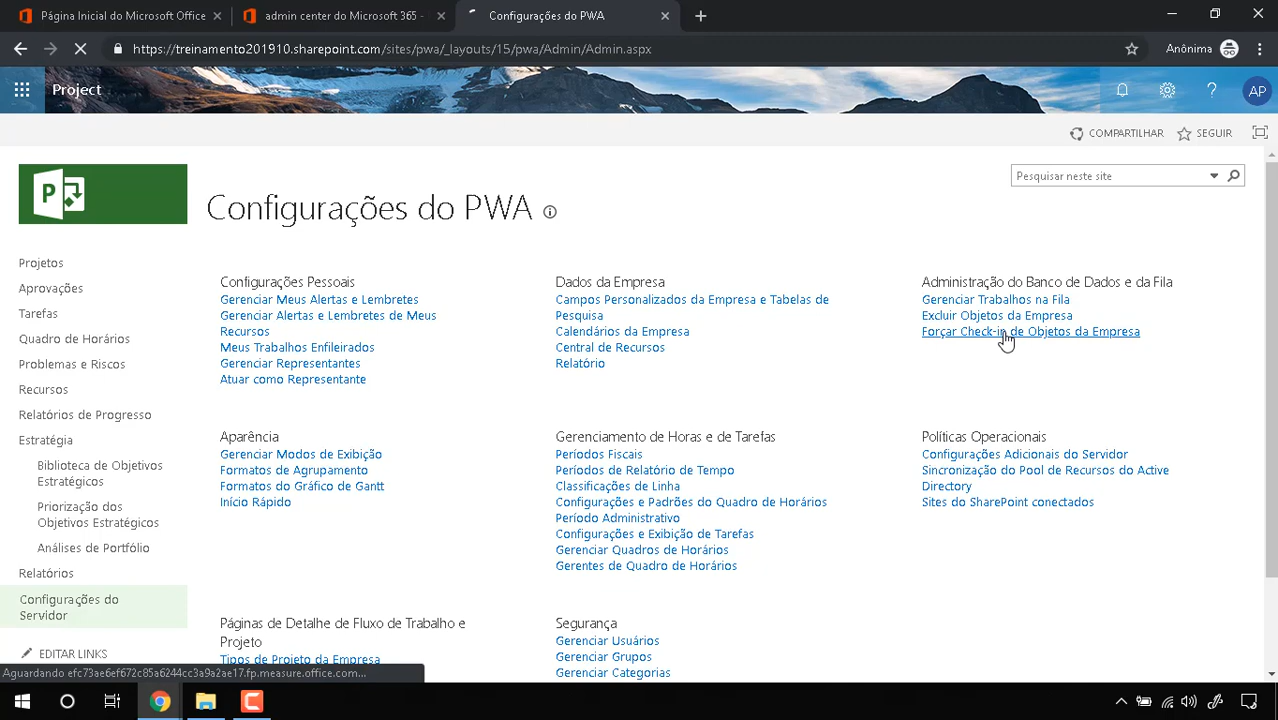 Página Inicial do Microsoft Office
admin center do Microsoft 365 -
Configurações do PWA
https://treinamento201910.sharepoint.com/sites/pwa/_layouts/15/pwa/Admin/Admin.aspx
Anônima
Project
AP
COMPARTILHAR
SEGUIR
P
Configurações do PWA
Pesquisar neste site
Projetos
Aprovações
Tarefas
Quadro de Horários
Problemas e Riscos
Recursos
Relatórios de Progresso
Estratégia
Biblioteca de Objetivos
Estratégicos
Priorização dos
Objetivos Estratégicos
Análises de Portfólio
Relatórios
Configurações do
Servidor
EDITAR LINKS
Configurações Pessoais
Gerenciar Meus Alertas e Lembretes
Gerenciar Alertas e Lembretes de Meus
Recursos
Meus Trabalhos Enfileirados
Gerenciar Representantes
Atuar como Representante
Dados da Empresa
Campos Personalizados da Empresa e Tabelas de
Pesquisa
Calendários da Empresa
Central de Recursos
Relatório
Administração do Banco de Dados e da Fila
Gerenciar Trabalhos na Fila
Excluir Objetos da Empresa
Forçar Check-in de Objetos da Empresa
Aparência
Gerenciar Modos de Exibição
Formatos de Agrupamento
Formatos do Gráfico de Gantt
Início Rápido
Gerenciamento de Horas e de Tarefas
Períodos Fiscais
Períodos de Relatório de Tempo
Classificações de Linha
Configurações e Padrões do Quadro de Horários
Período Administrativo
Configurações e Exibição de Tarefas
Gerenciar Quadros de Horários
Gerentes de Quadro de Horários
Políticas Operacionais
Configurações Adicionais do Servidor
Sincronização do Pool de Recursos do Active
Directory
Sites do SharePoint conectados
Páginas de Detalhe de Fluxo de Trabalho e
Projeto
Tipos de Projeto da Empresa
Segurança
Gerenciar Usuários
Gerenciar Grupos
Gerenciar Categorias
Aguardando efc73ae6ef672c85a6244cc3a9a2ae17.fp.measure.office.com...